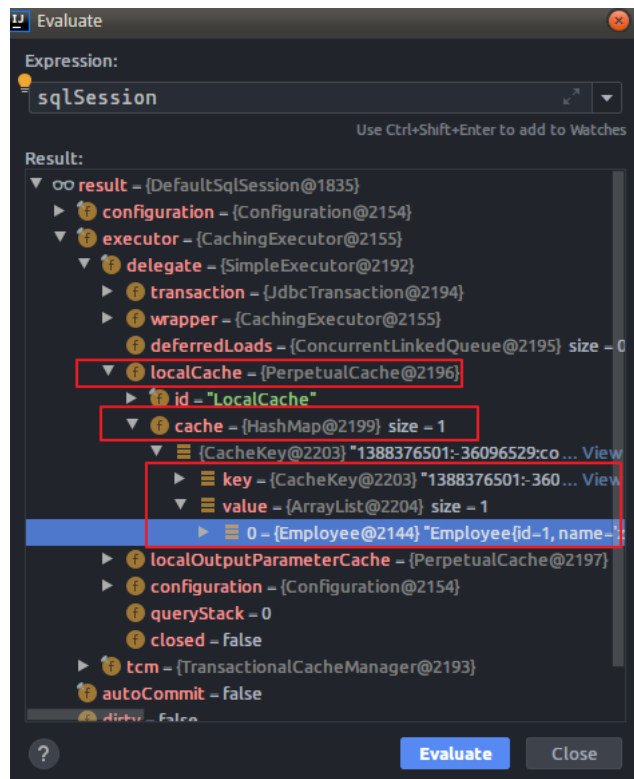 IJ Evaluate
Expression:
sqlSession
Use Ctrl+Shift+Enter to add to Watches
Result:
oo result = {DefaultSqlSession@1835}
f configuration = {Configuration@2154}
f executor = {CachingExecutor@2155}
f delegate = {SimpleExecutor@2192}
f transaction = {JdbcTransaction@2194}
f wrapper = {CachingExecutor@2155}
f deferredLoads = {ConcurrentLinkedQueue@2195} size = 0
f localCache = {PerpetualCache@2196}
f id = "LocalCache"
f cache = {HashMap@2199} size = 1
{CacheKey@2203} "1388376501:-36096529:co ... View
key = {CacheKey@2203} "1388376501:-360 ... View
value = {ArrayList@2204} size = 1
0 = {Employee@2144} "Employee{id=1, name='z
f localOutputParameterCache = {PerpetualCache@2197}
f configuration = {Configuration@2154}
f queryStack = 0
f closed = false
f tcm = {TransactionalCacheManager@2193}
f autoCommit = false
f dirty = false
? Evaluate Close